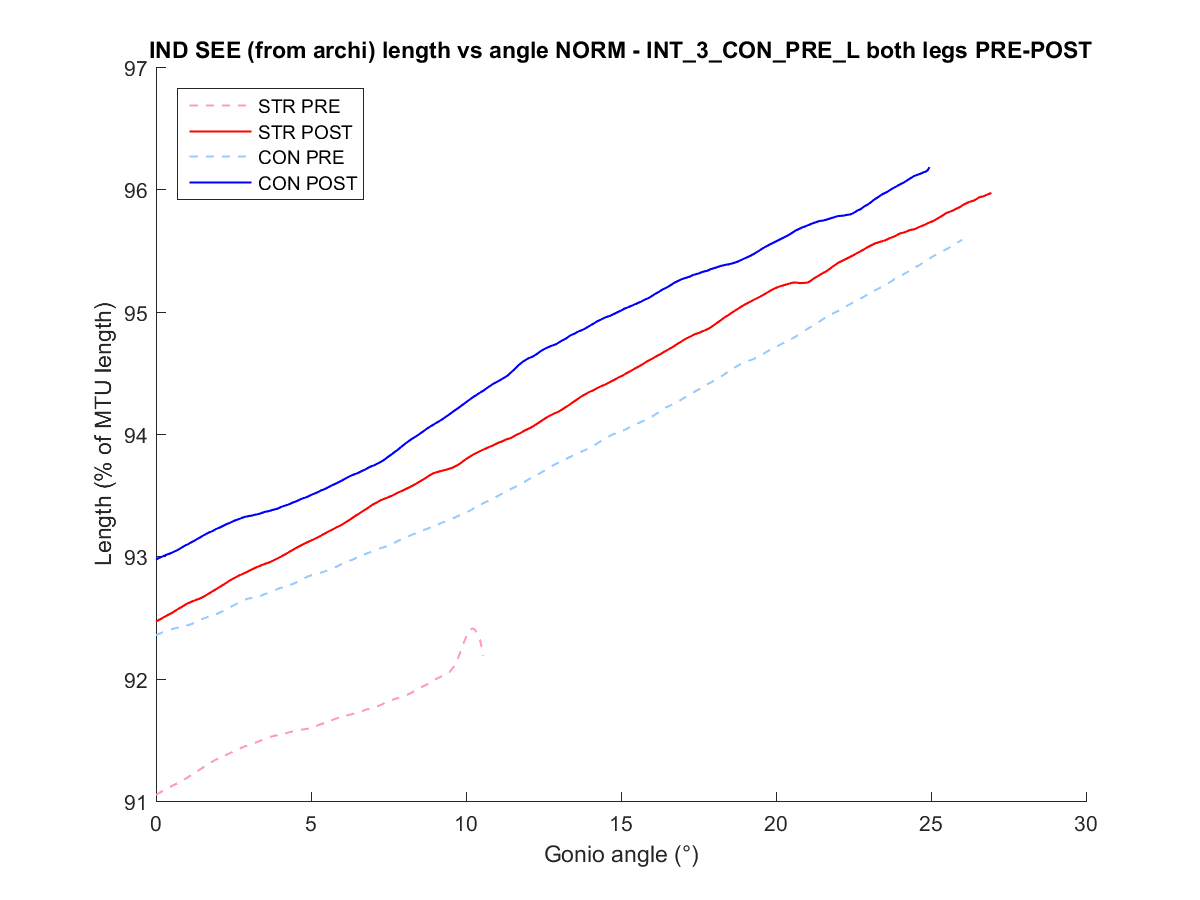 IND SEE (from archi) length vs angle NORM - INT_3_CON_PRE_L both legs PRE-POST
97
96
95
94
93
92
91
Length (% of MTU length)
STR PRE
STR POST
CON PRE
CON POST
0 5 10 15 20 25 30
Gonio angle (°)